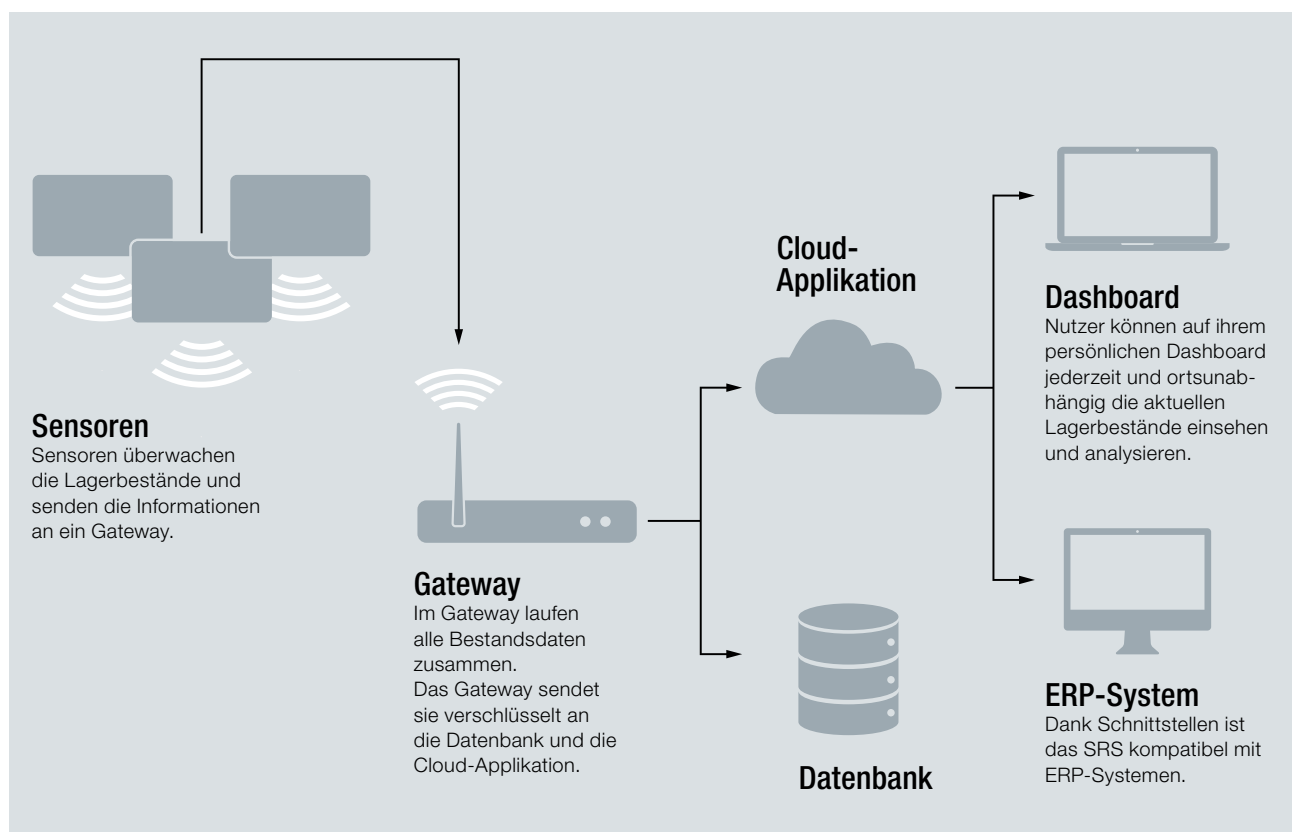 Sensoren
Sensoren überwachen
die Lagerbestände und
senden die Informationen
an ein Gateway.
Gateway
Im Gateway laufen
alle Bestandsdaten
zusammen.
Das Gateway sendet
sie verschlüsselt an
die Datenbank und die
Cloud-Applikation.
Cloud-
Applikation
Datenbank
Dashboard
Nutzer können auf ihrem
persönlichen Dashboard
jederzeit und ortsunab-
hängig die aktuellen
Lagerbestände einsehen
und analysieren.
ERP-System
Dank Schnittstellen ist
das SRS kompatibel mit
ERP-Systemen.